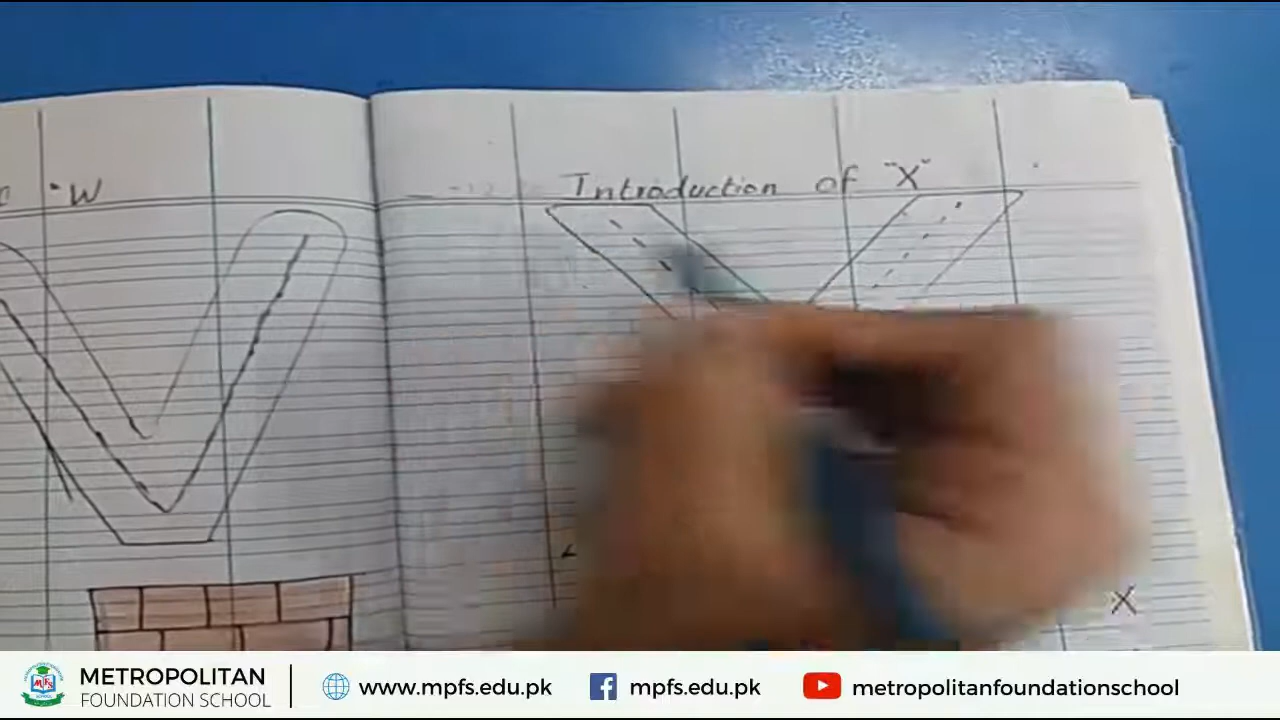 "W
Introduction of "X"
X
METROPOLITAN
FOUNDATION SCHOOL
www.mpfs.edu.pk
mpfs.edu.pk
metropolitanfoundationschool